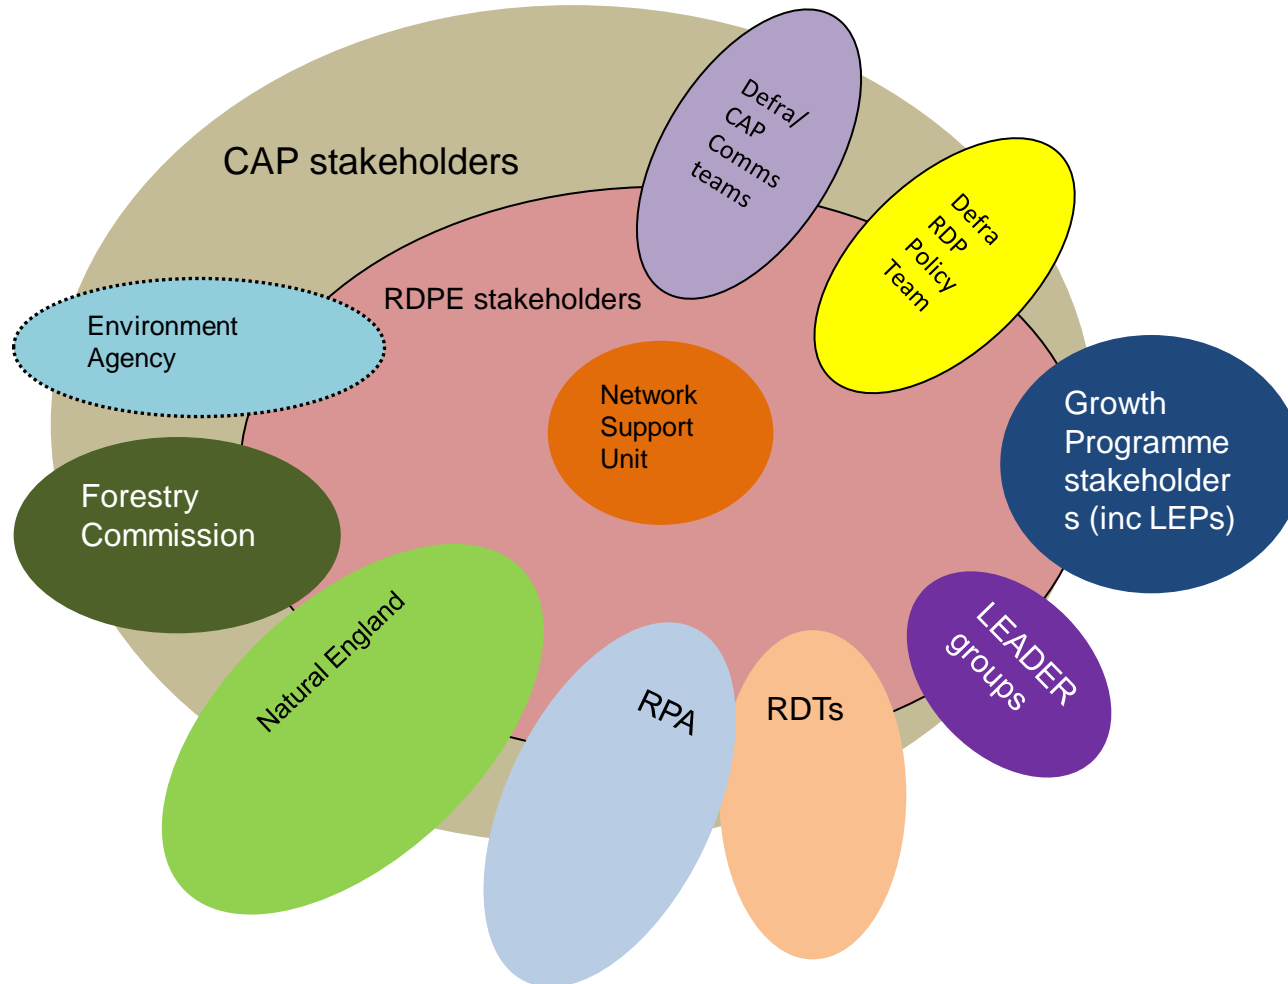 Defra/
CAP
Comms
teams
CAP stakeholders
Defra
RDP
Policy
Team
RDPE stakeholders
Environment
Agency
Network
Support
Unit
Growth
Programme
stakeholder
s (inc LEPs)
Forestry
Commission
Natural England
LEADER
groups
RPA
RDTs